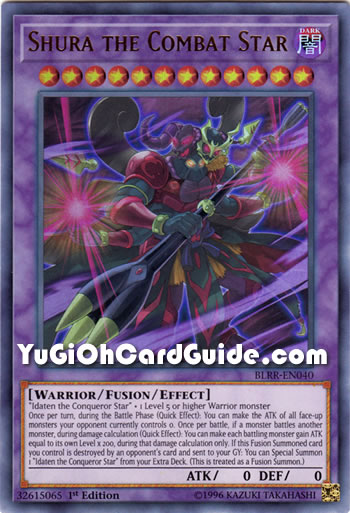 SHURA THE COMBAT STAR
DARK
闇
YuGiOhCardGuide.com
BLRR-EN040
[WARRIOR/FUSION/EFFECT]
"Idaten the Conqueror Star" + 1 Level 5 or higher Warrior monster
Once per turn, during the Battle Phase (Quick Effect): You can make the ATK of all face-up
monsters your opponent currently controls 0. Once per battle, if a monster battles another
monster, during damage calculation (Quick Effect): You can make each battling monster gain ATK
equal to its own Level x 200, during that damage calculation only. If this Fusion Summoned card
you control is destroyed by an opponent's card and sent to your GY: You can Special Summon
1 "Idaten the Conqueror Star" from your Extra Deck. (This is treated as a Fusion Summon.)
ATK/ 0 DEF/ 0
32615065 1st Edition ©1996 KAZUKI TAKAHASHI